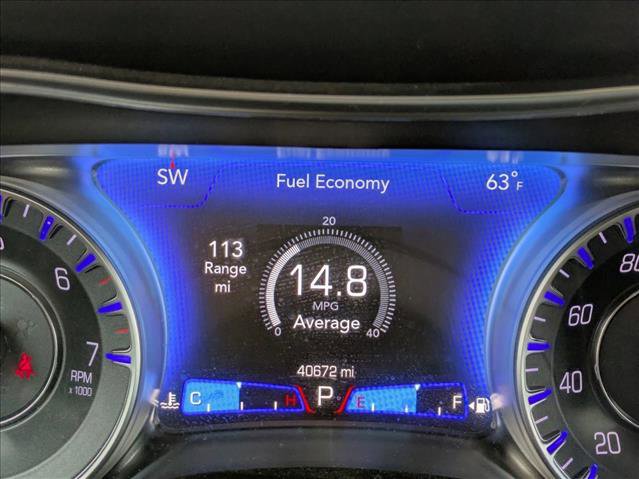 SW Fuel Economy 63°F
20
113
Range
mi
14.8
MPG
Average
0 40
40672 mi
C H P E F
6
7
RPM
x 1000
80
60
40
20